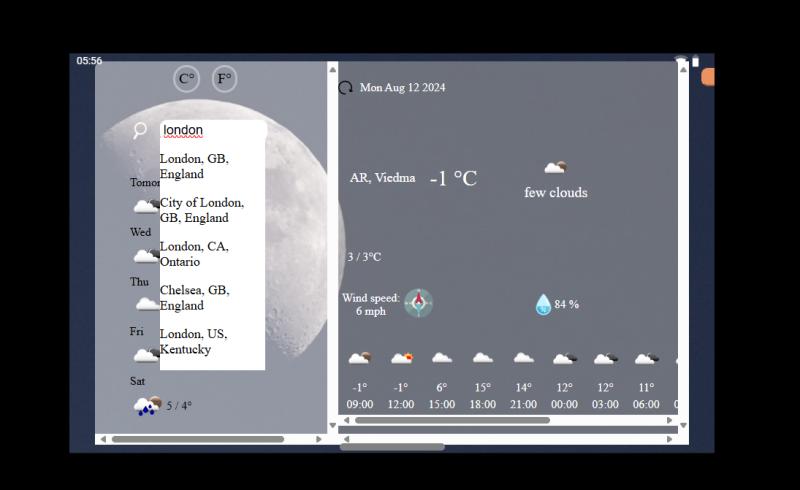 05:56
C° F°
london
London, GB,
England
City of London,
GB, England
London, CA,
Ontario
Chelsea, GB,
England
London, US,
Kentucky
Tomor
Wed
Thu
Fri
Sat
5 / 4°
Mon Aug 12 2024
AR, Viedma -1 °C
few clouds
3 / 3°C
Wind speed:
6 mph
84 %
-1° -1° 6° 15° 14° 12° 12° 11°
09:00 12:00 15:00 18:00 21:00 00:00 03:00 06:00